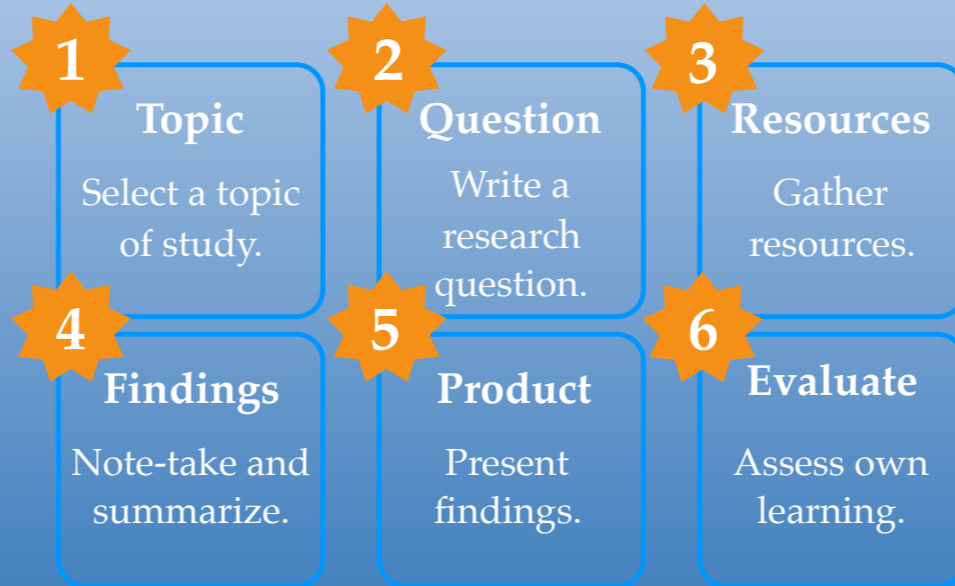 1
Topic
Select a topic
of study.
2
Question
Write a
research
question.
3
Resources
Gather
resources.
4
Findings
Note-take and
summarize.
5
Product
Present
findings.
6
Evaluate
Assess own
learning.